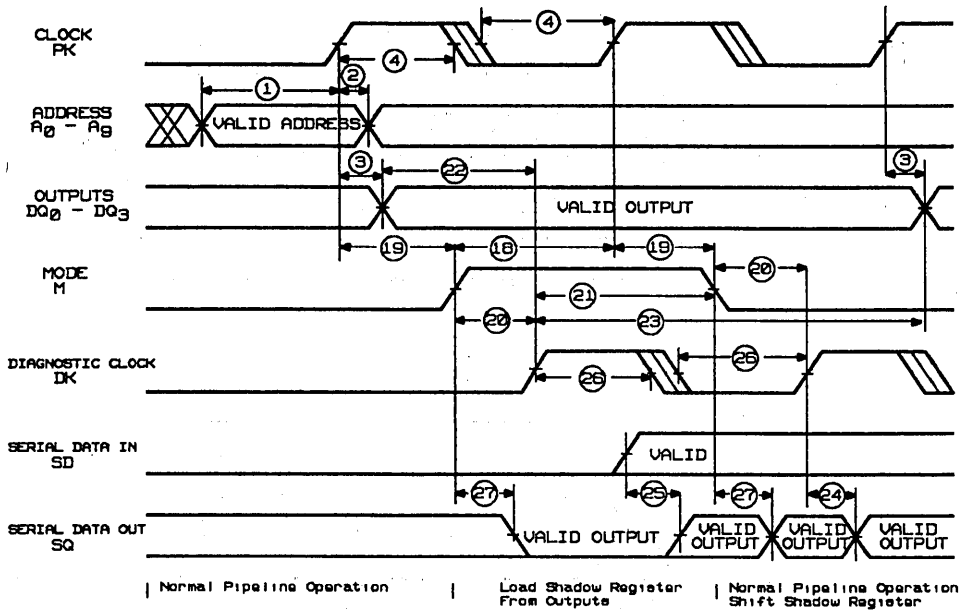 CLOCK
PK
4
4
1
2
ADDRESS
A0 - A9
VALID ADDRESS
3
22
3
OUTPUTS
DQ0 - DQ3
VALID OUTPUT
19
18
19
MODE
M
20
21
20
23
DIAGNOSTIC CLOCK
DK
26
26
SERIAL DATA IN
SD
VALID
27
25
27
24
SERIAL DATA OUT
SQ
VALID OUTPUT
VALID
OUTPUT
VALID
OUTPUT
VALID
OUTPUT
| Normal Pipeline Operation
| Load Shadow Register
From Outputs
| Normal Pipeline Operation
Shift Shadow Register